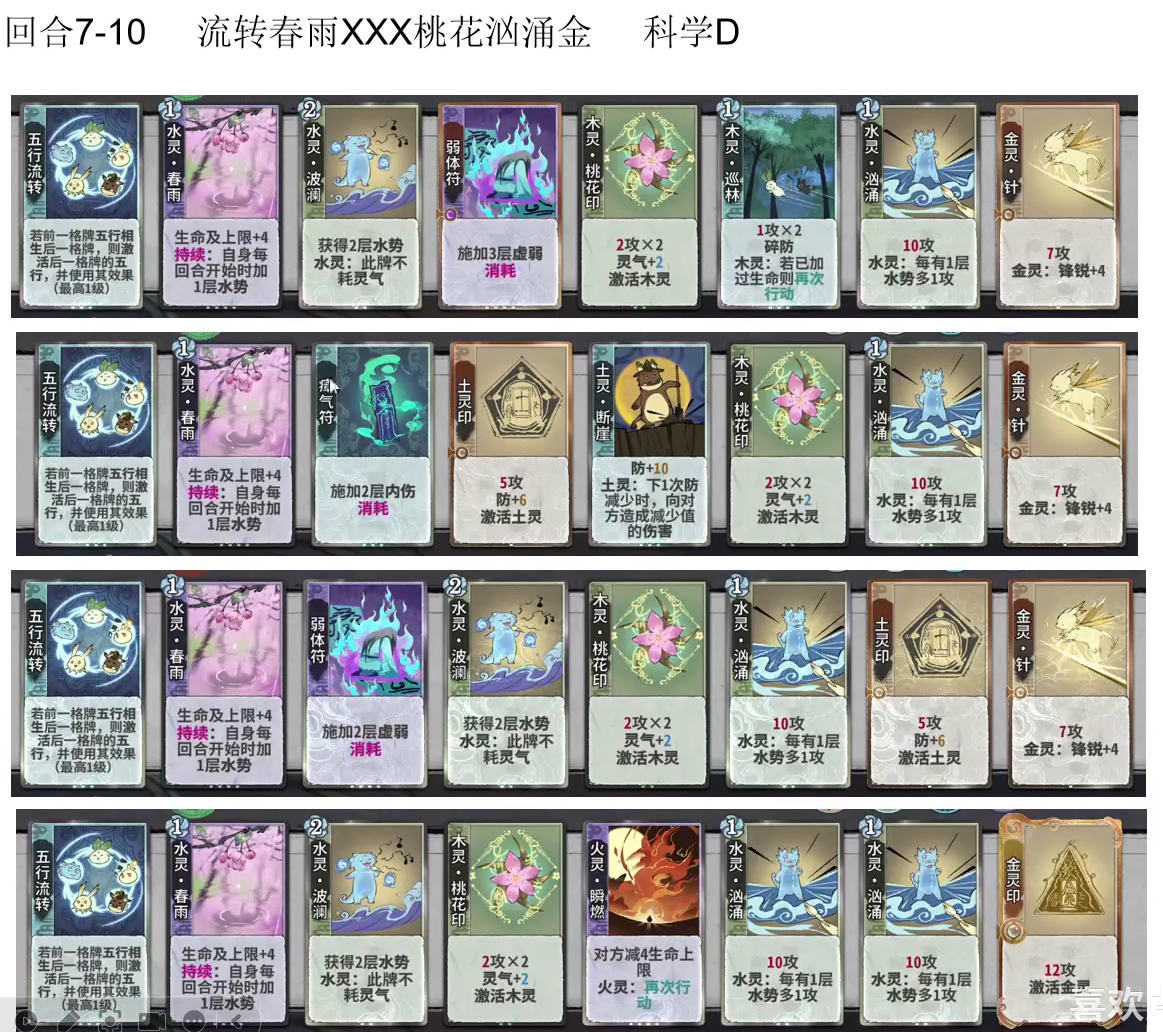 回合7-10 流转春雨XXX桃花汹涌金 科学D
五行流转
若前一格牌五行相
生后一格牌，则激
活后一格牌的五
行，并使用其效果
（最高1级）
1
水灵·春雨
生命及上限+4
持续：自身每
回合开始时加
1层水势
2
水灵·波澜
获得2层水势
水灵：此牌不
耗灵气
弱体符
施加3层虚弱
消耗
木灵·桃花印
2攻×2
灵气+2
激活木灵
1
木灵·巡林
1攻×2
碎防
木灵：若已加
过生命则再次
行动
1
水灵·汹涌
10攻
水灵：每有1层
水势多1攻
金灵·针
7攻
金灵：锋锐+4
五行流转
若前一格牌五行相
生后一格牌，则激
活后一格牌的五
行，并使用其效果
（最高1级）
1
水灵·春雨
生命及上限+4
持续：自身每
回合开始时加
1层水势
气符
施加2层内伤
消耗
土灵印
5攻
防+6
激活土灵
土灵·断崖
防+10
土灵：下1次防
减少时，向对
方造成减少值
的伤害
木灵·桃花印
2攻×2
灵气+2
激活木灵
1
水灵·汹涌
10攻
水灵：每有1层
水势多1攻
金灵·针
7攻
金灵：锋锐+4
五行流转
若前一格牌五行相
生后一格牌，则激
活后一格牌的五
行，并使用其效果
（最高1级）
1
水灵·春雨
生命及上限+4
持续：自身每
回合开始时加
1层水势
弱体符
施加2层虚弱
消耗
2
水灵·波澜
获得2层水势
水灵：此牌不
耗灵气
木灵·桃花印
2攻×2
灵气+2
激活木灵
1
水灵·汹涌
10攻
水灵：每有1层
水势多1攻
土灵印
5攻
防+6
激活土灵
金灵·针
7攻
金灵：锋锐+4
五行流转
若前一格牌五行相
生后一格牌，则激
活后一格牌的五
行，并使用其效果
（最高1级）
1
水灵·春雨
生命及上限+4
持续：自身每
回合开始时加
1层水势
2
水灵·波澜
获得2层水势
水灵：此牌不
耗灵气
木灵·桃花印
2攻×2
灵气+2
激活木灵
火灵·瞬燃
对方减4生命上
限
火灵：再次行
动
1
水灵·汹涌
10攻
水灵：每有1层
水势多1攻
1
水灵·汹涌
10攻
水灵：每有1层
水势多1攻
金灵印
12攻
激活金灵
喜欢